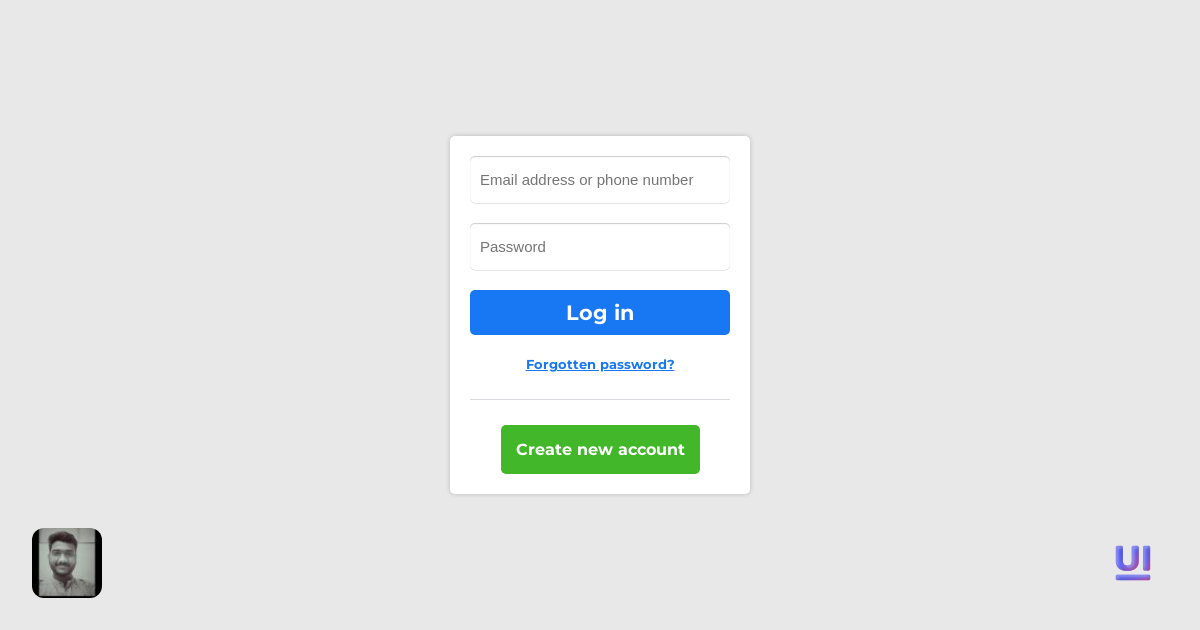 Email address or phone number
Password
Log in
Forgotten password?
Create new account
UI